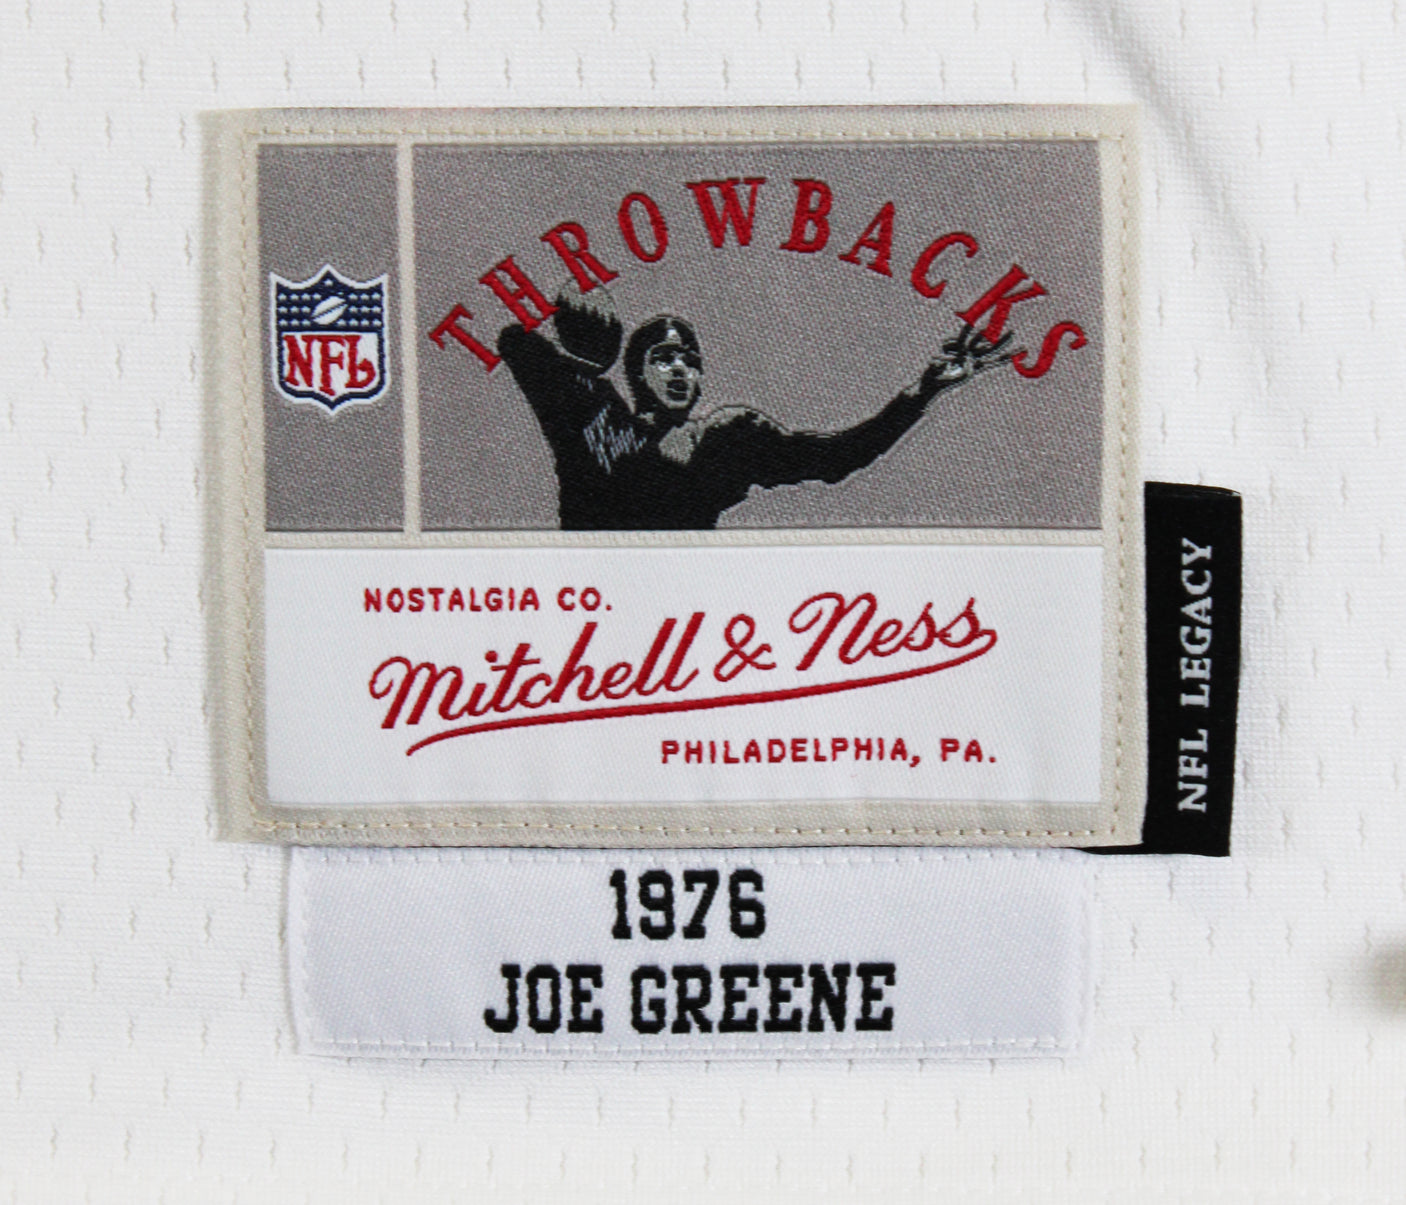 THROWBACKS
NFL
NOSTALGIA CO.
Mitchell & Ness
PHILADELPHIA, PA.
NFL LEGACY
1976
JOE GREENE